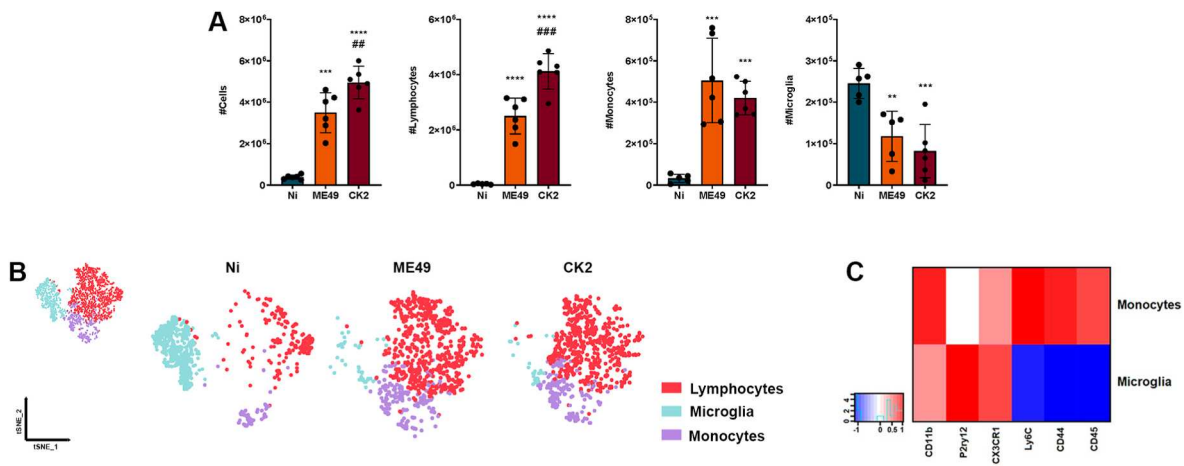 A
8×10⁶
6×10⁶
4×10⁶
2×10⁶
0
#Cells
***
****
##
Ni ME49 CK2
6×10⁶
4×10⁶
2×10⁶
0
#Lymphocytes
****
****
###
Ni ME49 CK2
8×10⁵
6×10⁵
4×10⁵
2×10⁵
0
#Monocytes
***
***
Ni ME49 CK2
4×10⁵
3×10⁵
2×10⁵
1×10⁵
0
#Microglia
**
***
Ni ME49 CK2
B
Ni
ME49
CK2
tSNE_2
tSNE_1
Lymphocytes
Microglia
Monocytes
C
Monocytes
Microglia
0 2 4
-1 0 0.5 1
CD11b
P2ry12
CX3CR1
Ly6C
CD44
CD45